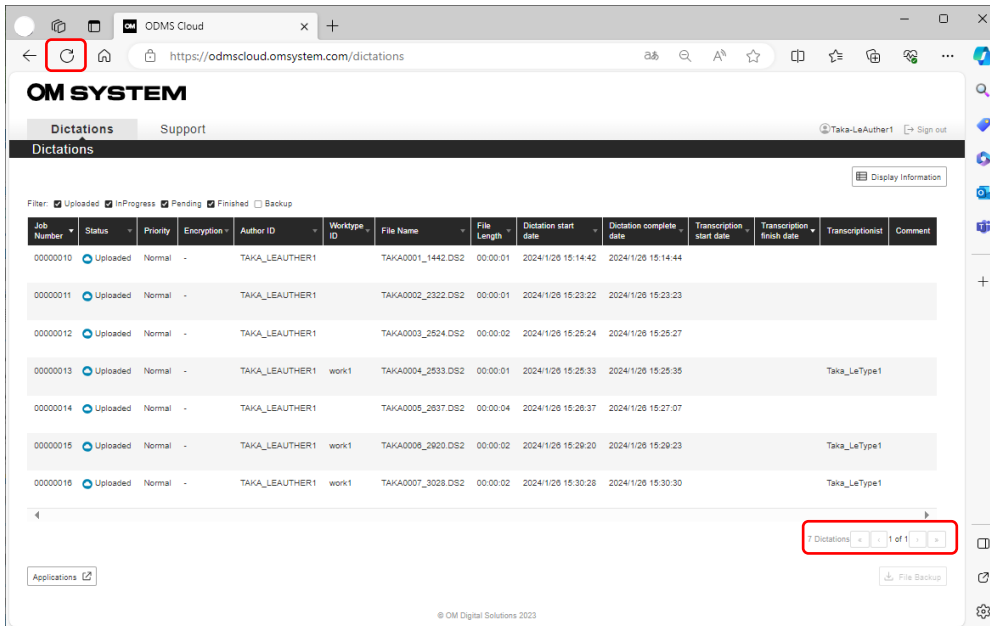 OM ODMS Cloud
https://odmscloud.omsystem.com/dictations
OM SYSTEM
Dictations Support Taka-LeAuther1 Sign out
Dictations
Display Information
Filter: Uploaded InProgress Pending Finished Backup
Job Number Status Priority Encryption Author ID Worktype ID File Name File Length Dictation start date Dictation complete date Transcription start date Transcription finish date Transcriptionist Comment
00000010 Uploaded Normal - TAKA_LEAUTHER1 TAKA0001_1442.DS2 00:00:01 2024/1/26 15:14:42 2024/1/26 15:14:44
00000011 Uploaded Normal - TAKA_LEAUTHER1 TAKA0002_2322.DS2 00:00:01 2024/1/26 15:23:22 2024/1/26 15:23:23
00000012 Uploaded Normal - TAKA_LEAUTHER1 TAKA0003_2524.DS2 00:00:02 2024/1/26 15:25:24 2024/1/26 15:25:27
00000013 Uploaded Normal - TAKA_LEAUTHER1 work1 TAKA0004_2533.DS2 00:00:01 2024/1/26 15:25:33 2024/1/26 15:25:35 Taka_LeType1
00000014 Uploaded Normal - TAKA_LEAUTHER1 TAKA0005_2637.DS2 00:00:04 2024/1/26 15:26:37 2024/1/26 15:27:07
00000015 Uploaded Normal - TAKA_LEAUTHER1 work1 TAKA0006_2920.DS2 00:00:02 2024/1/26 15:29:20 2024/1/26 15:29:23 Taka_LeType1
00000016 Uploaded Normal - TAKA_LEAUTHER1 work1 TAKA0007_3028.DS2 00:00:02 2024/1/26 15:30:28 2024/1/26 15:30:30 Taka_LeType1
7 Dictations « ‹ 1 of 1 › »
Applications File Backup
© OM Digital Solutions 2023